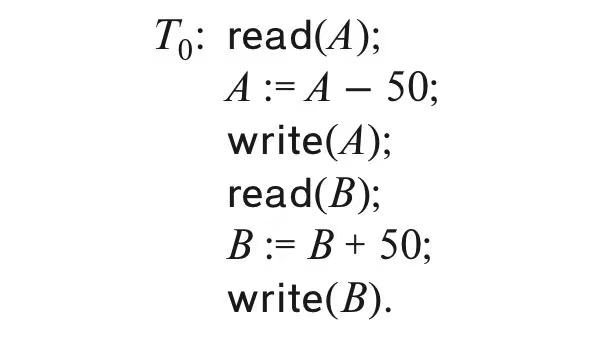 T₀: read(A);
A := A − 50;
write(A);
read(B);
B := B + 50;
write(B).